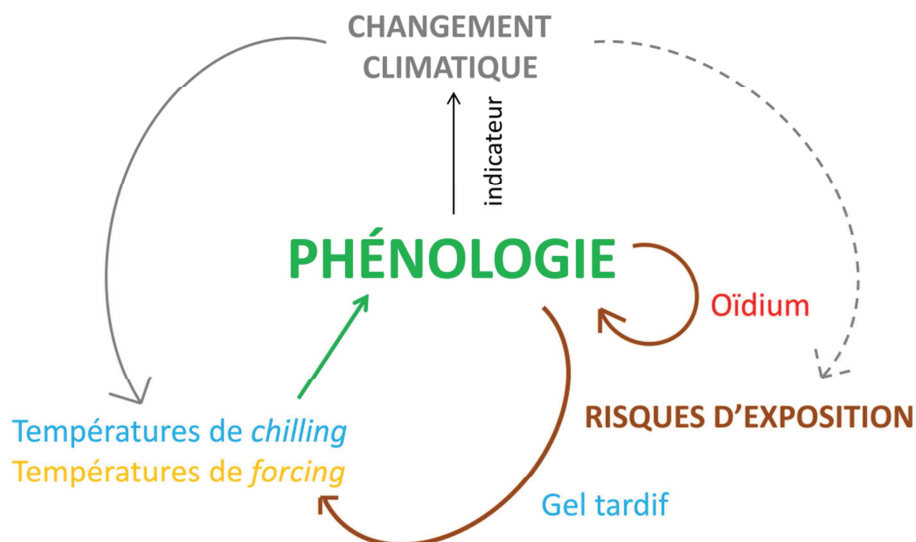 CHANGEMENT
CLIMATIQUE
indicateur
PHÉNOLOGIE
Oïdium
RISQUES D’EXPOSITION
Températures de chilling
Températures de forcing
Gel tardif